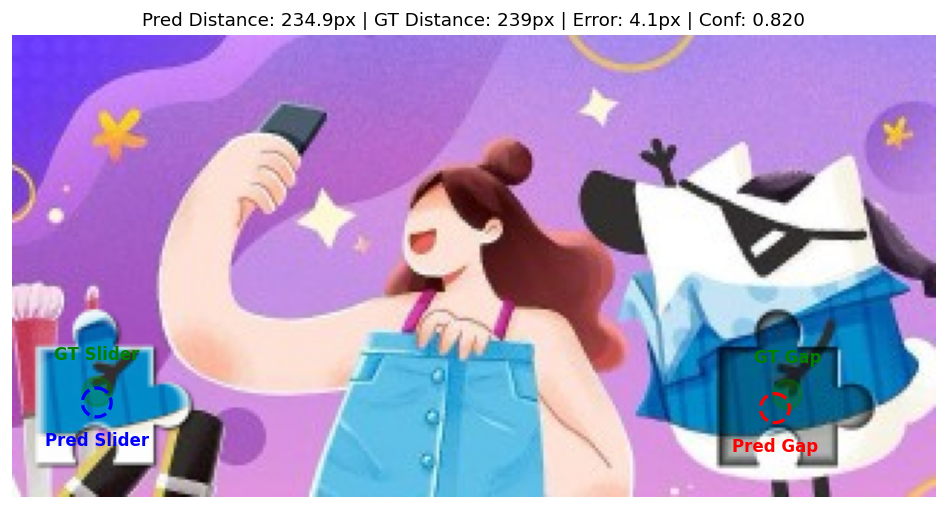 Pred Distance: 234.9px | GT Distance: 239px | Error: 4.1px | Conf: 0.820
GT Slider
GT Gap
Pred Slider
Pred Gap